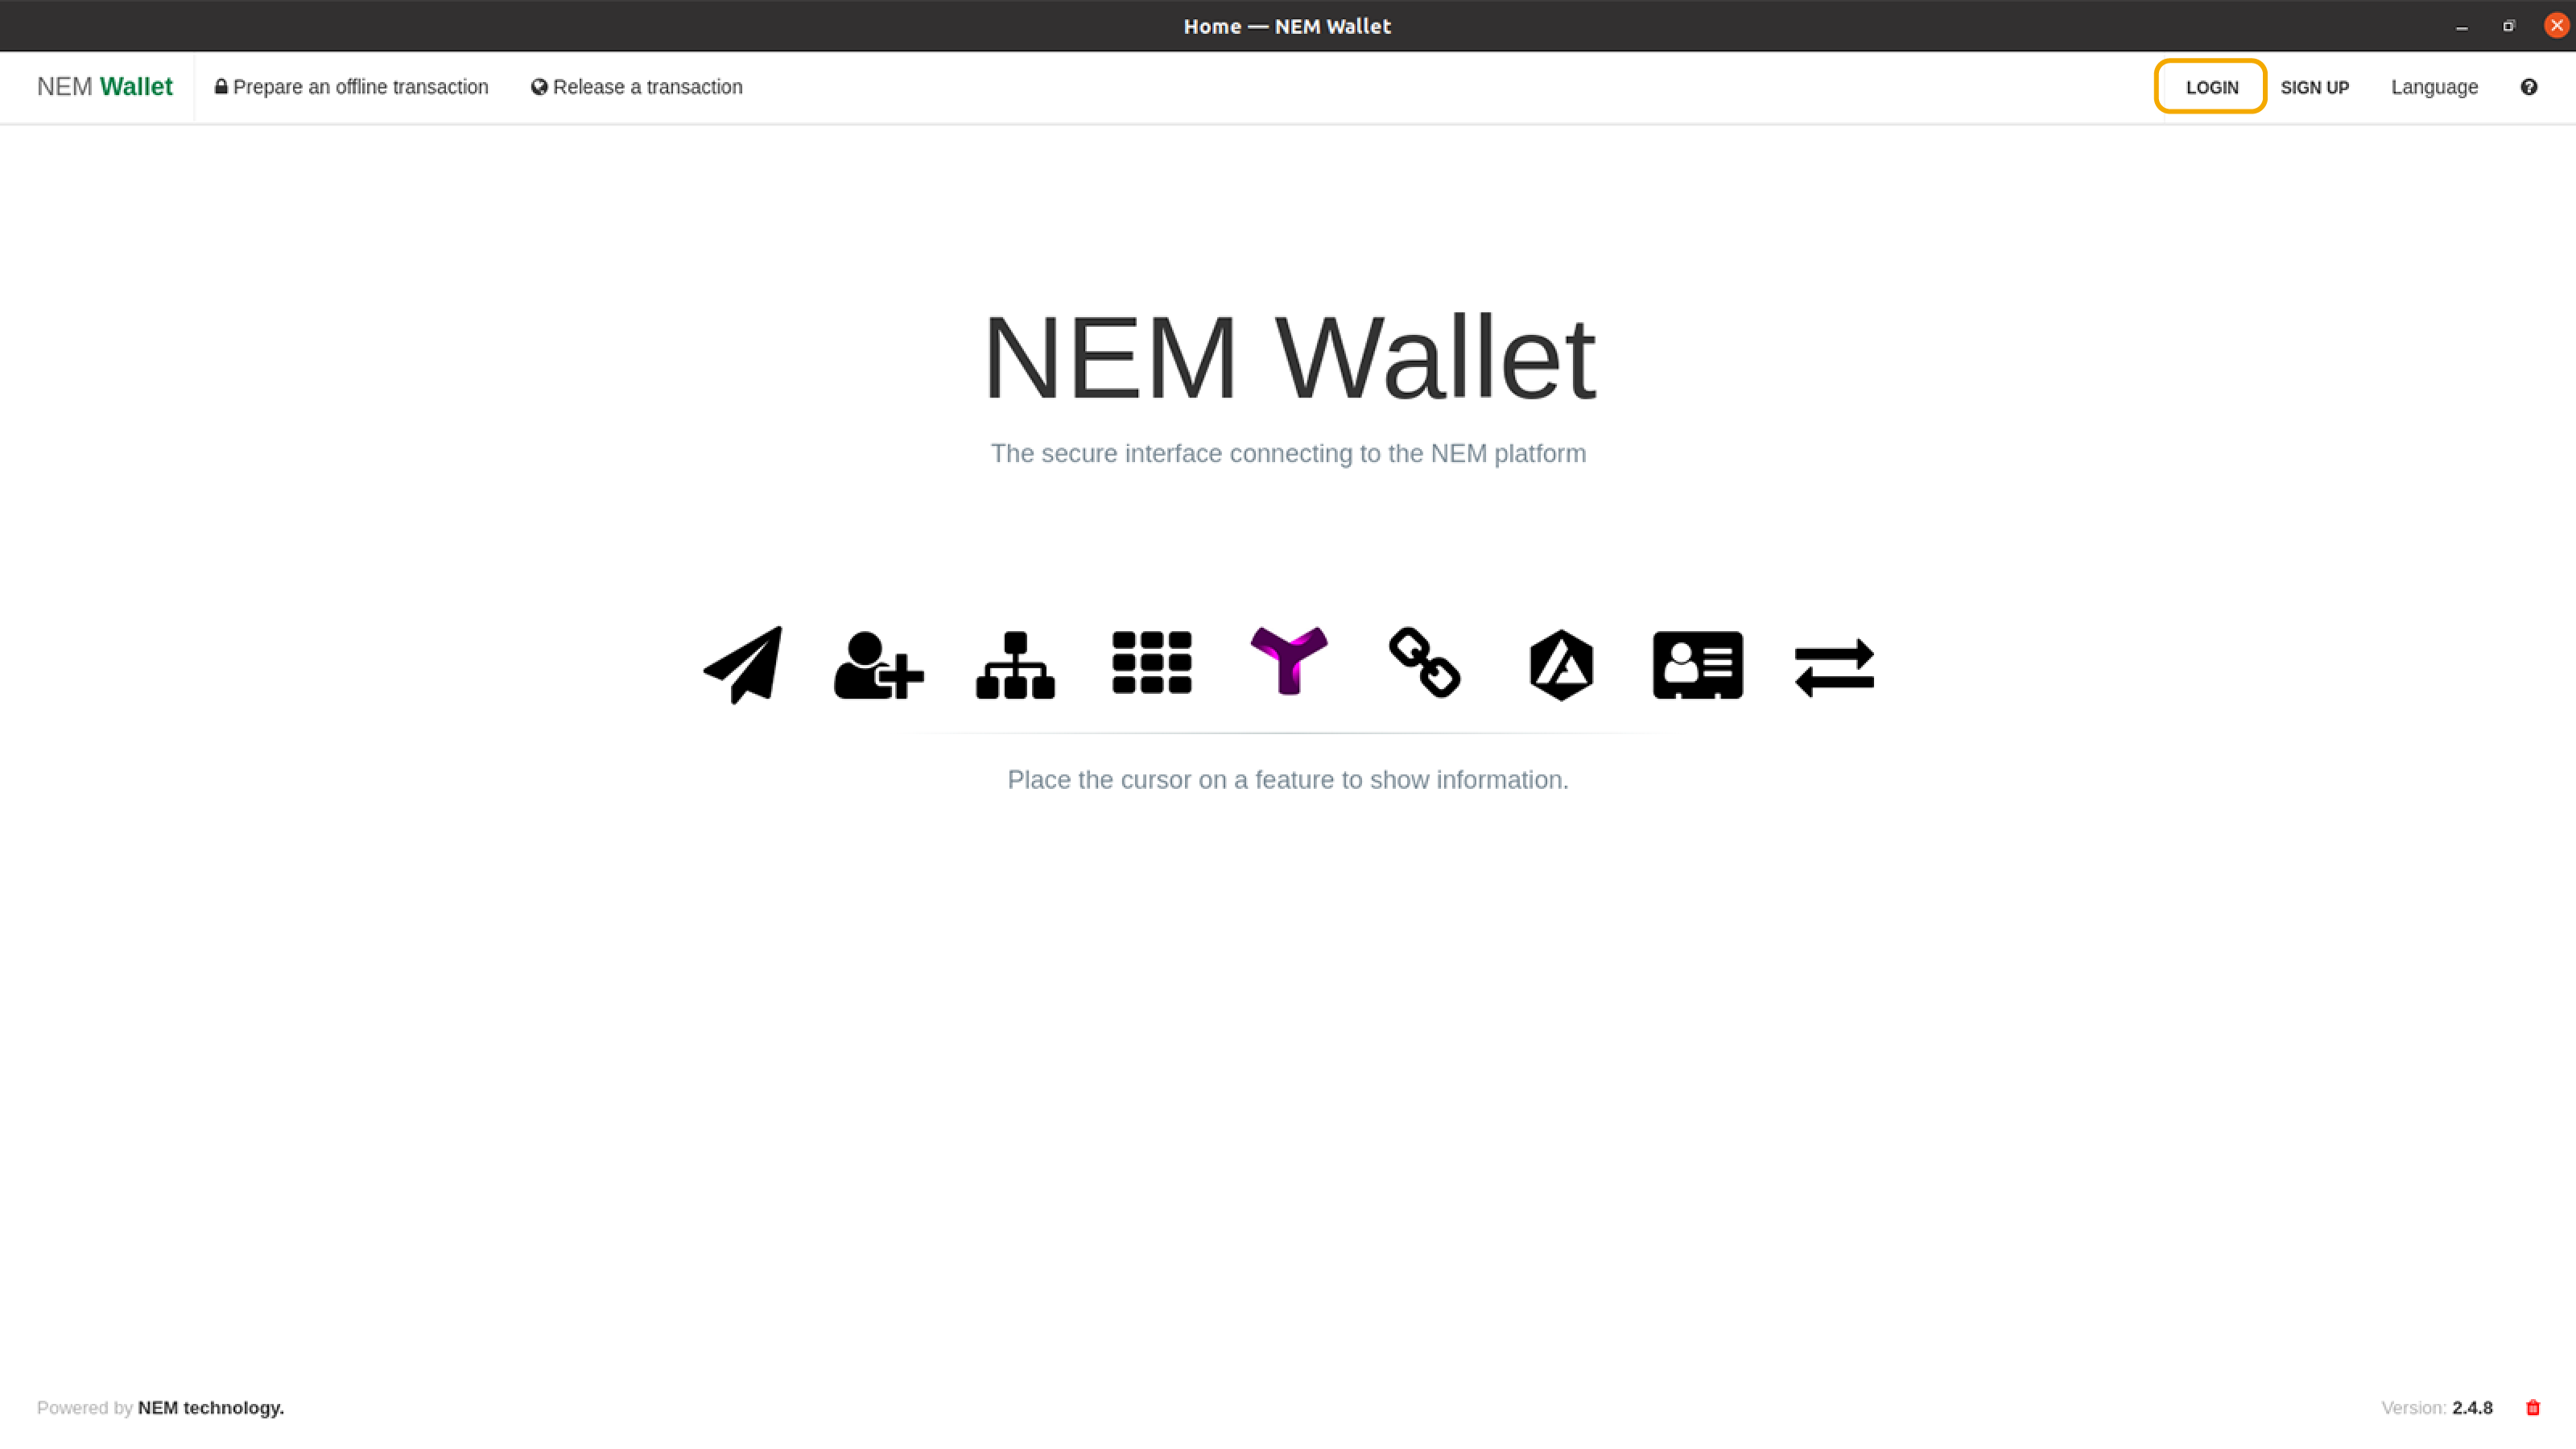 Home — NEM Wallet
NEM Wallet
Prepare an offline transaction
Release a transaction
LOGIN
SIGN UP
Language
NEM Wallet
The secure interface connecting to the NEM platform
Place the cursor on a feature to show information.
Powered by NEM technology.
Version: 2.4.8